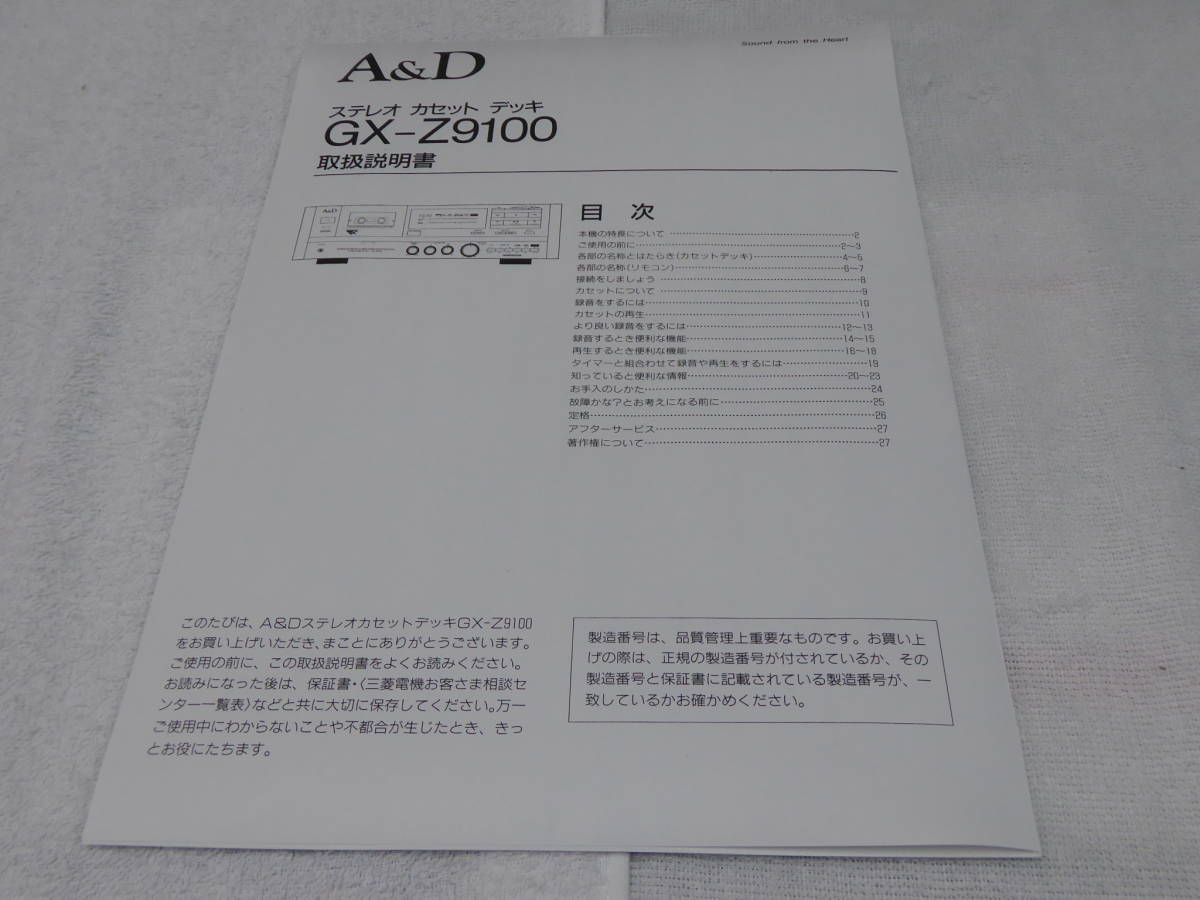 Sound from the Heart
A&D
ステレオ カセット デッキ
GX-Z9100
取扱説明書
A&D
目 次
本機の特長について…………2
ご使用の前に…………2～3
各部の名称とはたらき(カセットデッキ)…………4～5
各部の名称(リモコン)…………6～7
接続をしましょう…………8
カセットについて…………9
録音をするには…………10
カセットの再生…………11
より良い録音をするには…………12～13
録音するとき便利な機能…………14～15
再生するとき便利な機能…………16～18
タイマーと組合わせて録音や再生をするには…………19
知っていると便利な情報…………20～23
お手入のしかた…………24
故障かな?とお考えになる前に…………25
定格…………26
アフターサービス…………27
著作権について…………27
このたびは、A&DステレオカセットデッキGX-Z9100
をお買い上げいただき、まことにありがとうございます。
ご使用の前に、この取扱説明書をよくお読みください。
お読みになった後は、保証書・〈三菱電機お客さま相談セ
ンター一覧表〉などと共に大切に保存してください。万一
ご使用中にわからないことや不都合が生じたとき、きっ
とお役にたちます。
製造番号は、品質管理上重要なものです。お買い上
げの際は、正規の製造番号が付されているか、その
製造番号と保証書に記載されている製造番号が、一
致しているかお確かめください。